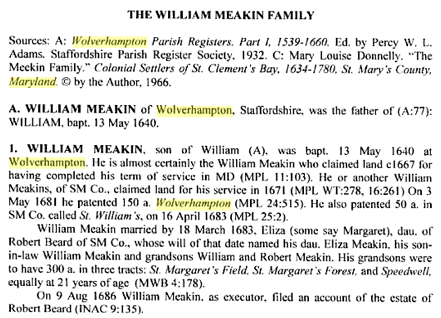 THE WILLIAM MEAKIN FAMILY
Sources: A: Wolverhampton Parish Registers. Part I, 1539-1660. Ed. by Percy W. L.
Adams. Staffordshire Parish Register Society, 1932. C: Mary Louise Donnelly. "The
Meekin Family." Colonial Settlers of St. Clement's Bay, 1634-1780, St. Mary's County,
Maryland. © by the Author, 1966.
A. WILLIAM MEAKIN of Wolverhampton, Staffordshire, was the father of (A:77):
WILLIAM, bapt. 13 May 1640.
1. WILLIAM MEAKIN, son of William (A), was bapt. 13 May 1640 at
Wolverhampton. He is almost certainly the William Meakin who claimed land c1667 for
having completed his term of service in MD (MPL 11:103). He or another William
Meakins, of SM Co., claimed land for his service in 1671 (MPL WT:278, 16:261) On 3
May 1681 he patented 150 a. Wolverhampton (MPL 24:515). He also patented 50 a. in
SM Co. called St. William's, on 16 April 1683 (MPL 25:2).
William Meakin married by 18 March 1683, Eliza (some say Margaret), dau. of
Robert Beard of SM Co., whose will of that date named his dau. Eliza Meakin, his son-
in-law William Meakin and grandsons William and Robert Meakin. His grandsons were
to have 300 a. in three tracts: St. Margaret's Field, St. Margaret's Forest, and Speedwell,
equally at 21 years of age (MWB 4:178).
On 9 Aug 1686 William Meakin, as executor, filed an account of the estate of
Robert Beard (INAC 9:135).